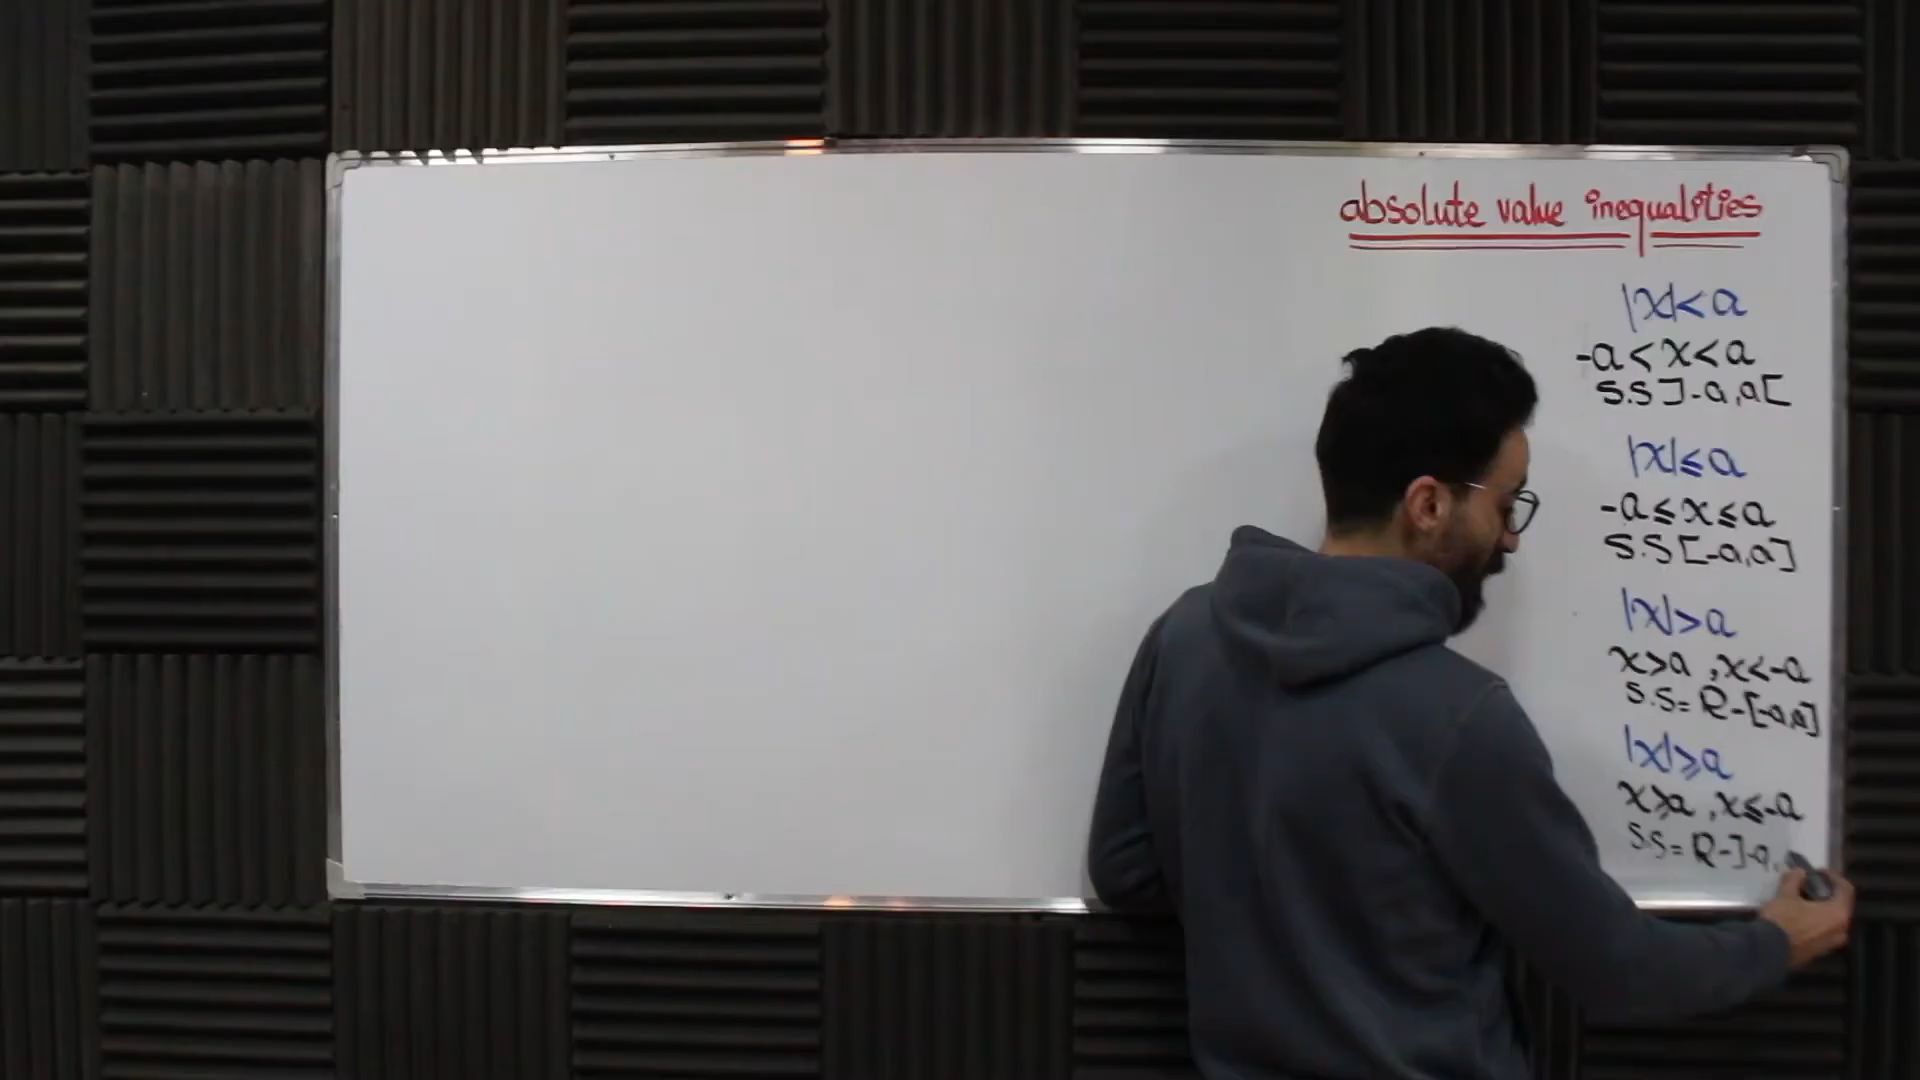 absolute value inequalities
|x|<a
-a<x<a
S.S ]-a,a[
|x|≤a
-a≤x≤a
S.S [-a,a]
|x|>a
x>a ,x<-a
S.S= R-[-a,a]
|x|≥a
x≥a ,x≤-a
S.S= R-]-a,